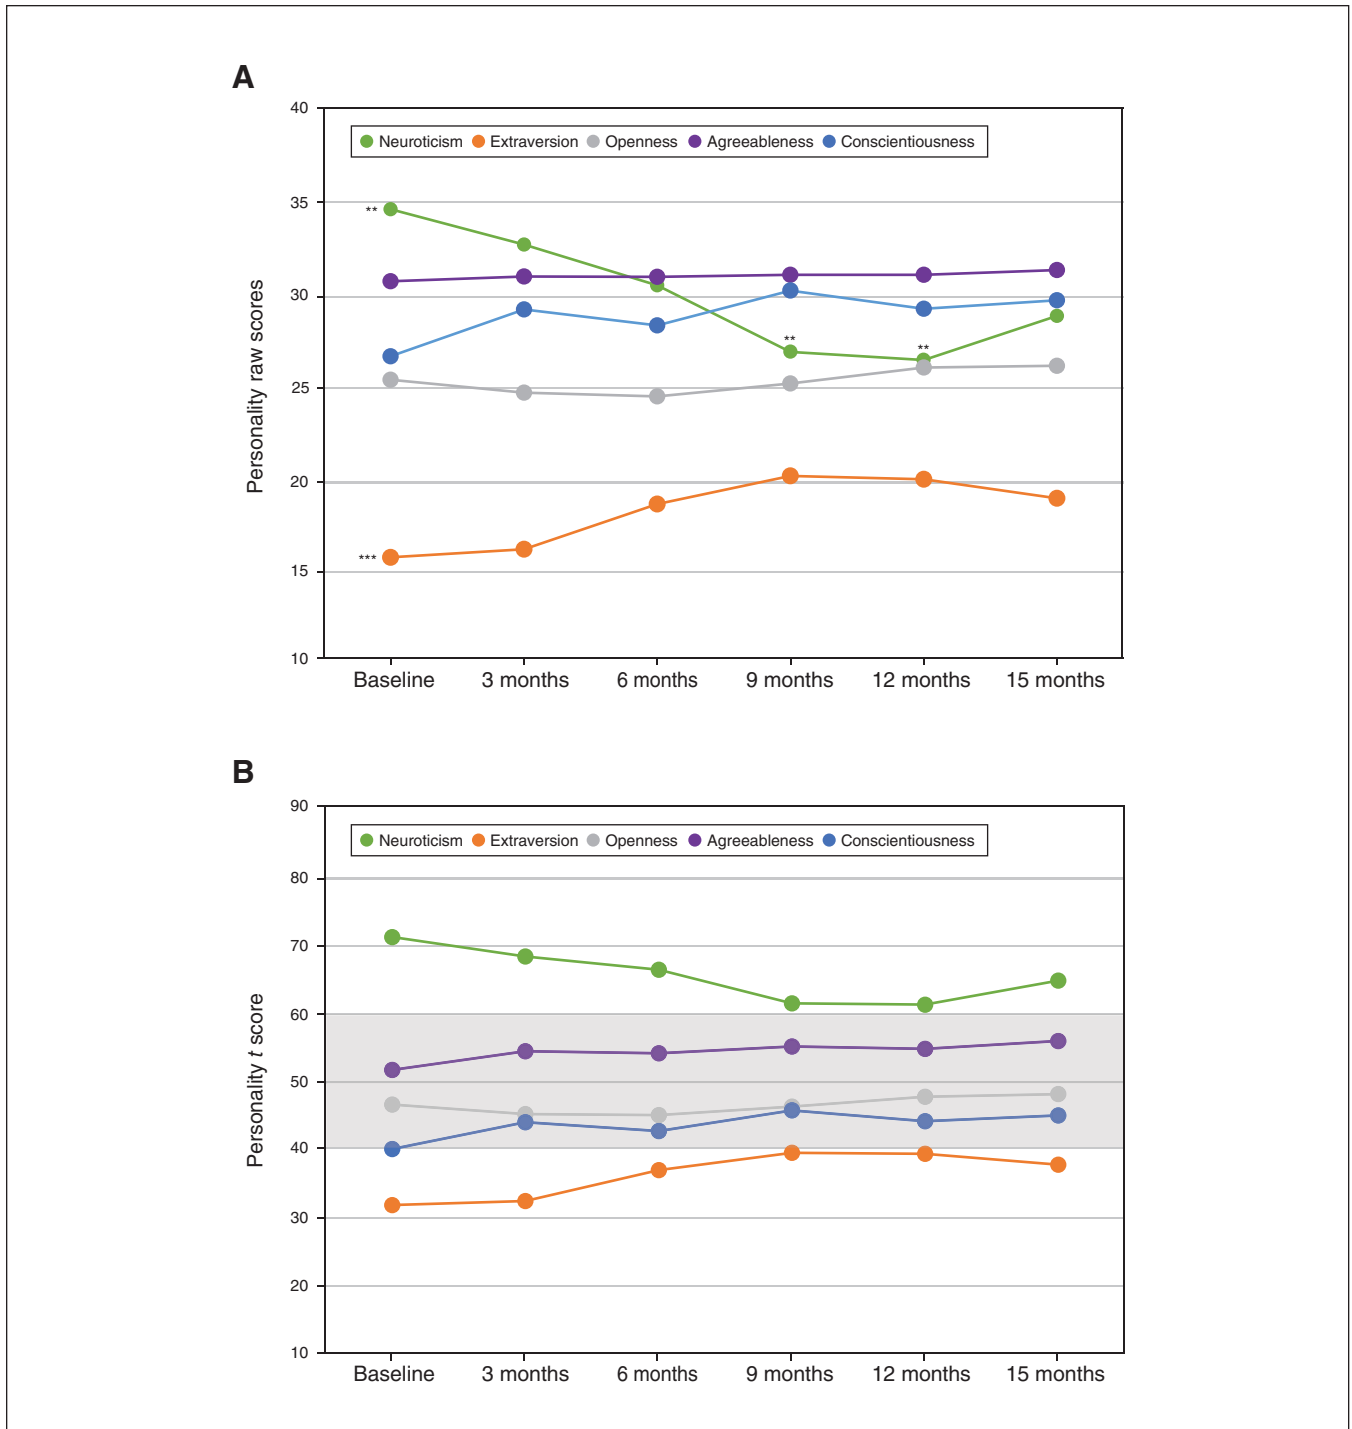 A
40
Neuroticism Extraversion Openness Agreeableness Conscientiousness
35
**
30
**
**
25
20
***
15
10
Personality raw scores
Baseline 3 months 6 months 9 months 12 months 15 months
B
90
Neuroticism Extraversion Openness Agreeableness Conscientiousness
80
70
60
50
40
30
20
10
Personality t score
Baseline 3 months 6 months 9 months 12 months 15 months